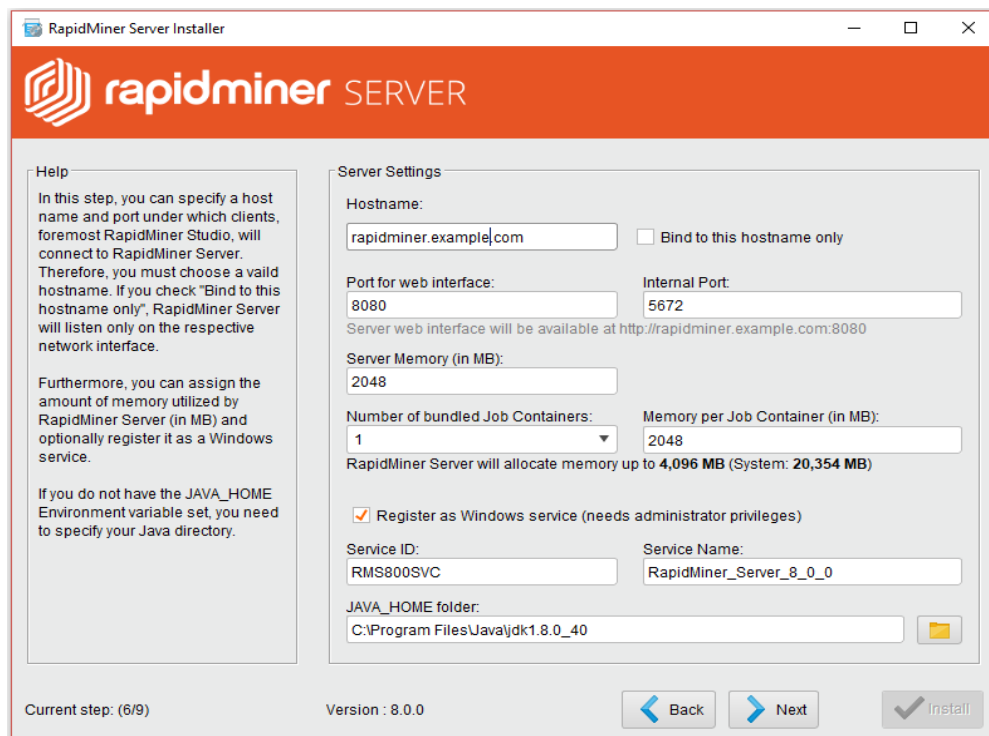 RapidMiner Server Installer
rapidminer SERVER
Help
In this step, you can specify a host
name and port under which clients,
foremost RapidMiner Studio, will
connect to RapidMiner Server.
Therefore, you must choose a vaild
hostname. If you check "Bind to this
hostname only", RapidMiner Server
will listen only on the respective
network interface.
Furthermore, you can assign the
amount of memory utilized by
RapidMiner Server (in MB) and
optionally register it as a Windows
service.
If you do not have the JAVA_HOME
Environment variable set, you need
to specify your Java directory.
Server Settings
Hostname:
rapidminer.example.com
Bind to this hostname only
Port for web interface:
Internal Port:
8080
5672
Server web interface will be available at http://rapidminer.example.com:8080
Server Memory (in MB):
2048
Number of bundled Job Containers:
Memory per Job Container (in MB):
1
2048
RapidMiner Server will allocate memory up to 4,096 MB (System: 20,354 MB)
Register as Windows service (needs administrator privileges)
Service ID:
Service Name:
RMS800SVC
RapidMiner_Server_8_0_0
JAVA_HOME folder:
C:\Program Files\Java\jdk1.8.0_40
Current step: (6/9)
Version : 8.0.0
Back
Next
Install